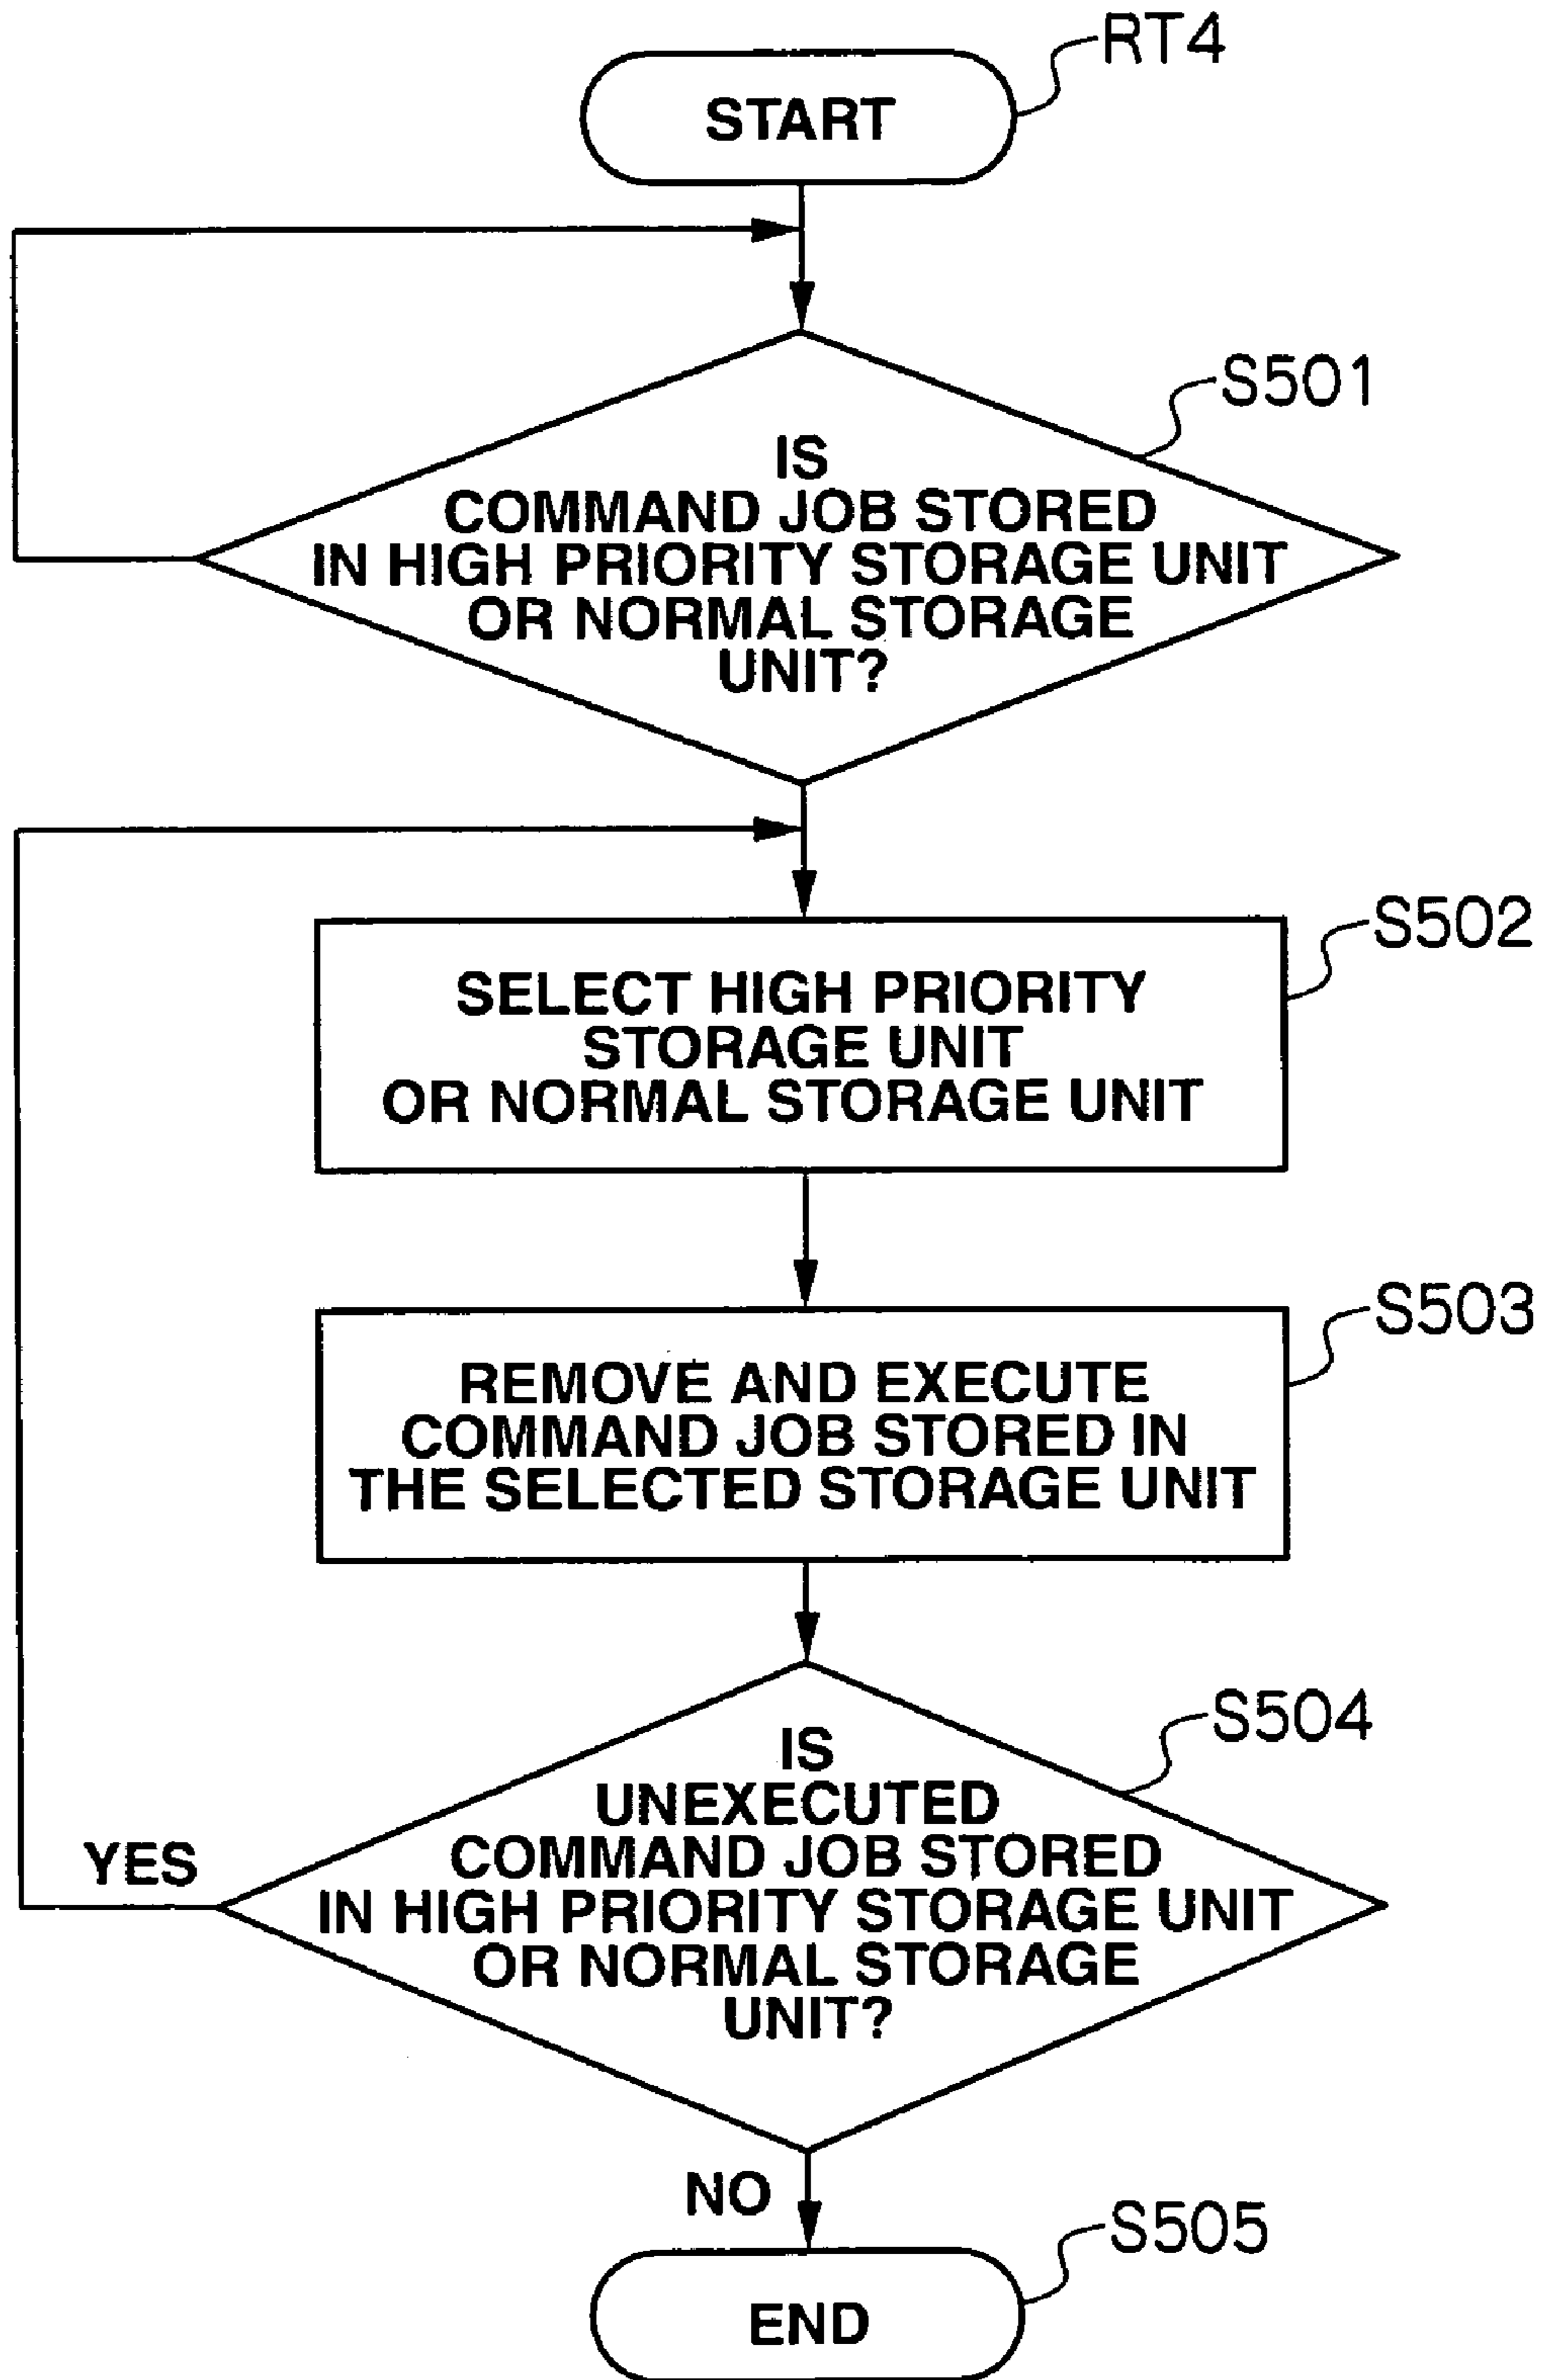 RT4
START
S501
IS
COMMAND JOB STORED
IN HIGH PRIORITY STORAGE UNIT
OR NORMAL STORAGE
UNIT?
S502
SELECT HIGH PRIORITY
STORAGE UNIT
OR NORMAL STORAGE UNIT
S503
REMOVE AND EXECUTE
COMMAND JOB STORED IN
THE SELECTED STORAGE UNIT
S504
IS
UNEXECUTED
COMMAND JOB STORED
IN HIGH PRIORITY STORAGE UNIT
OR NORMAL STORAGE
UNIT?
YES
NO
S505
END